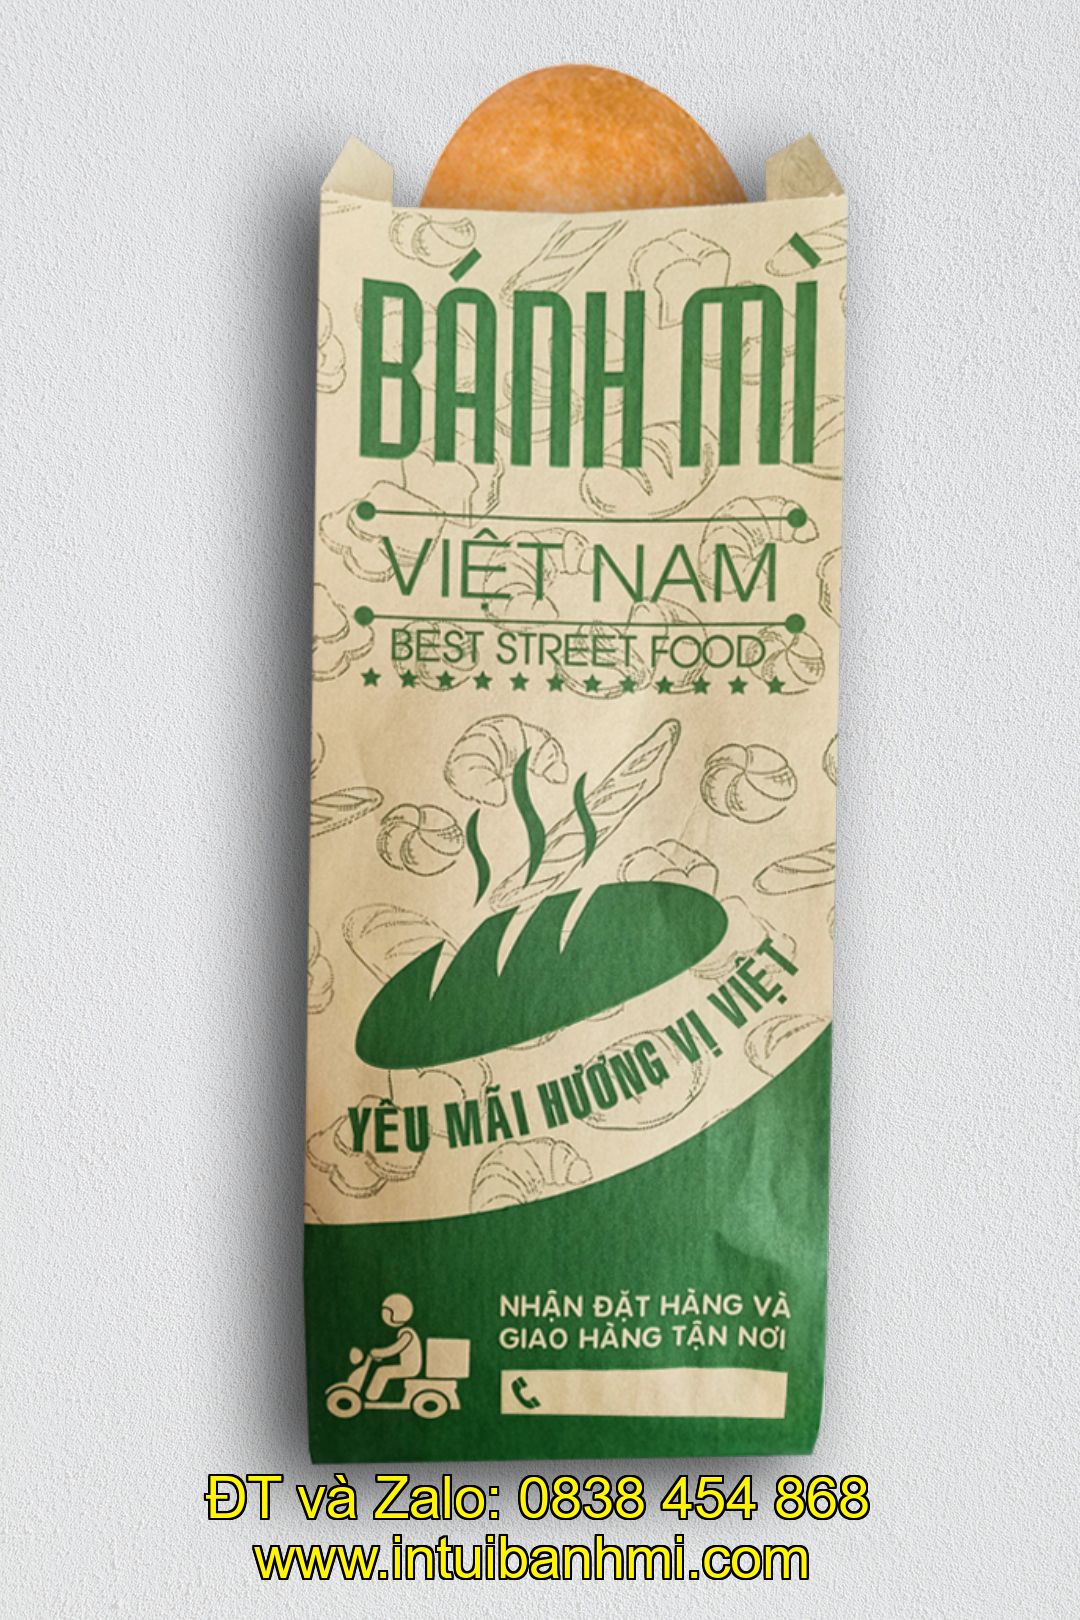 BÁNH MÌ
VIỆT NAM
BEST STREET FOOD
YÊU MÃI HƯƠNG VỊ VIỆT
NHẬN ĐẶT HÀNG VÀ
GIAO HÀNG TẬN NƠI
ĐT và Zalo: 0838 454 868
www.intuibanhmi.com